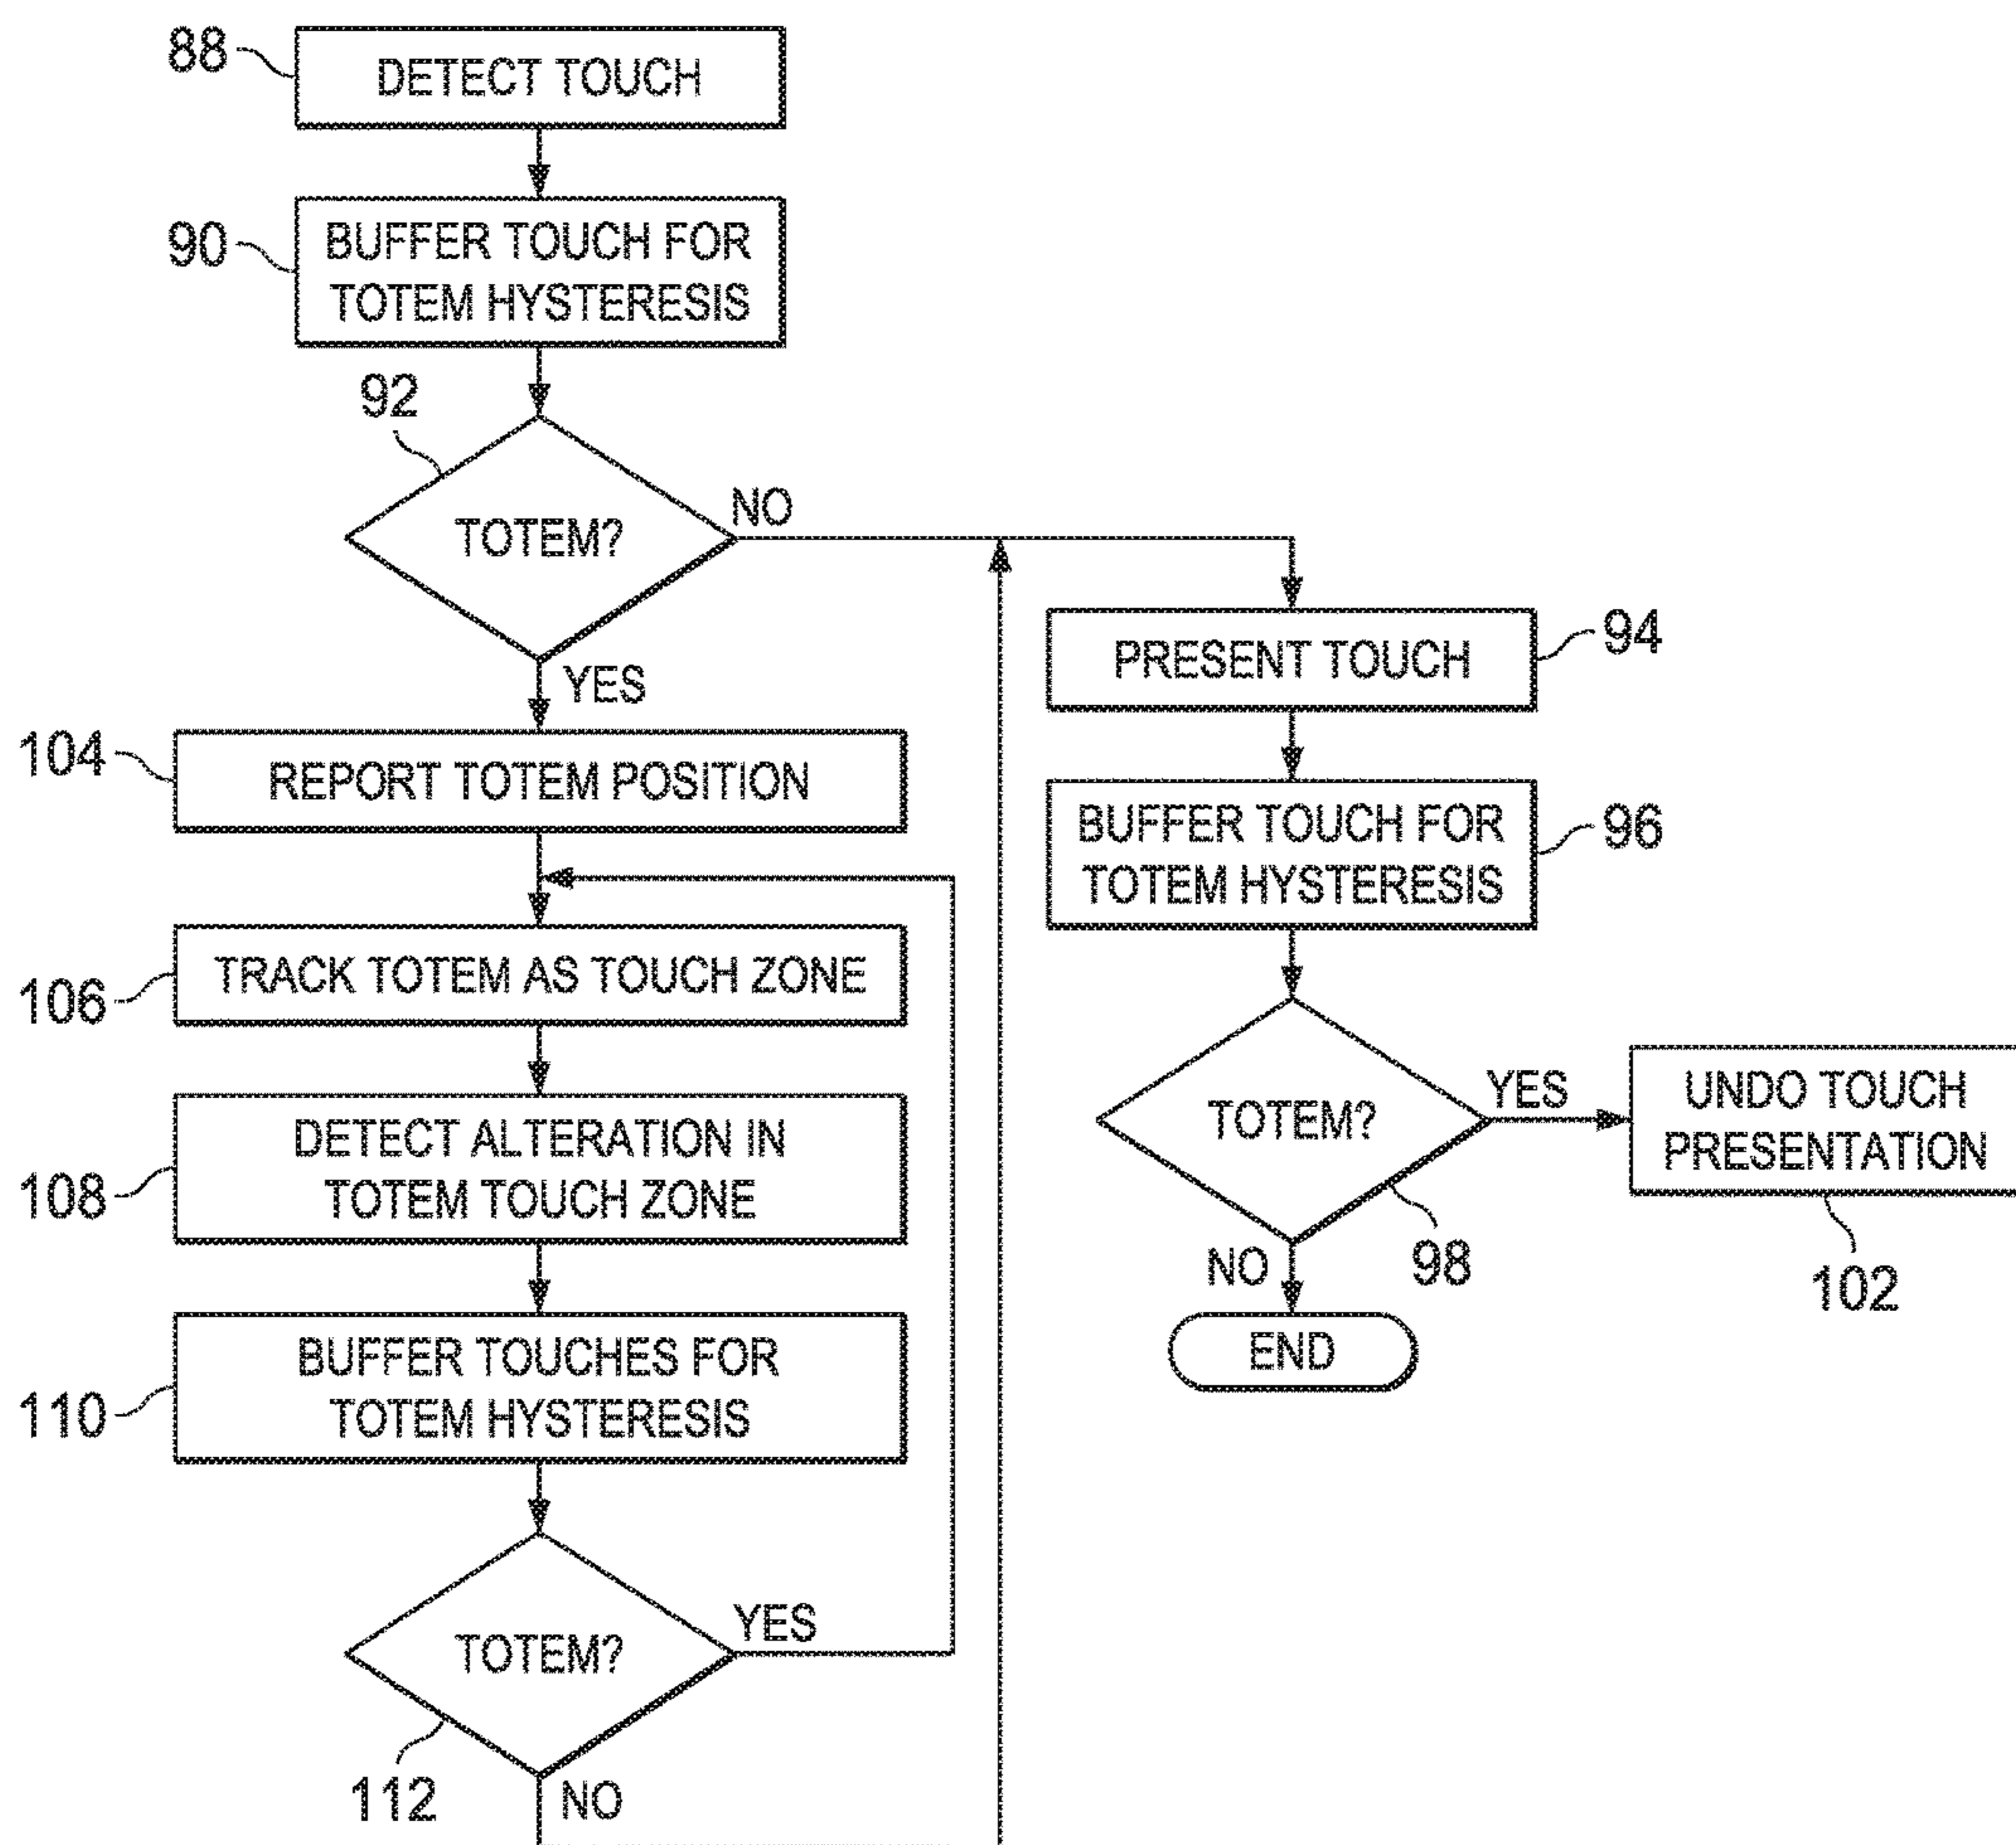 88
DETECT TOUCH
90
BUFFER TOUCH FOR
TOTEM HYSTERESIS
92
TOTEM?
NO
YES
104
REPORT TOTEM POSITION
106
TRACK TOTEM AS TOUCH ZONE
108
DETECT ALTERATION IN
TOTEM TOUCH ZONE
110
BUFFER TOUCHES FOR
TOTEM HYSTERESIS
TOTEM?
YES
112
NO
PRESENT TOUCH
94
BUFFER TOUCH FOR
TOTEM HYSTERESIS
96
TOTEM?
YES
98
NO
END
UNDO TOUCH
PRESENTATION
102